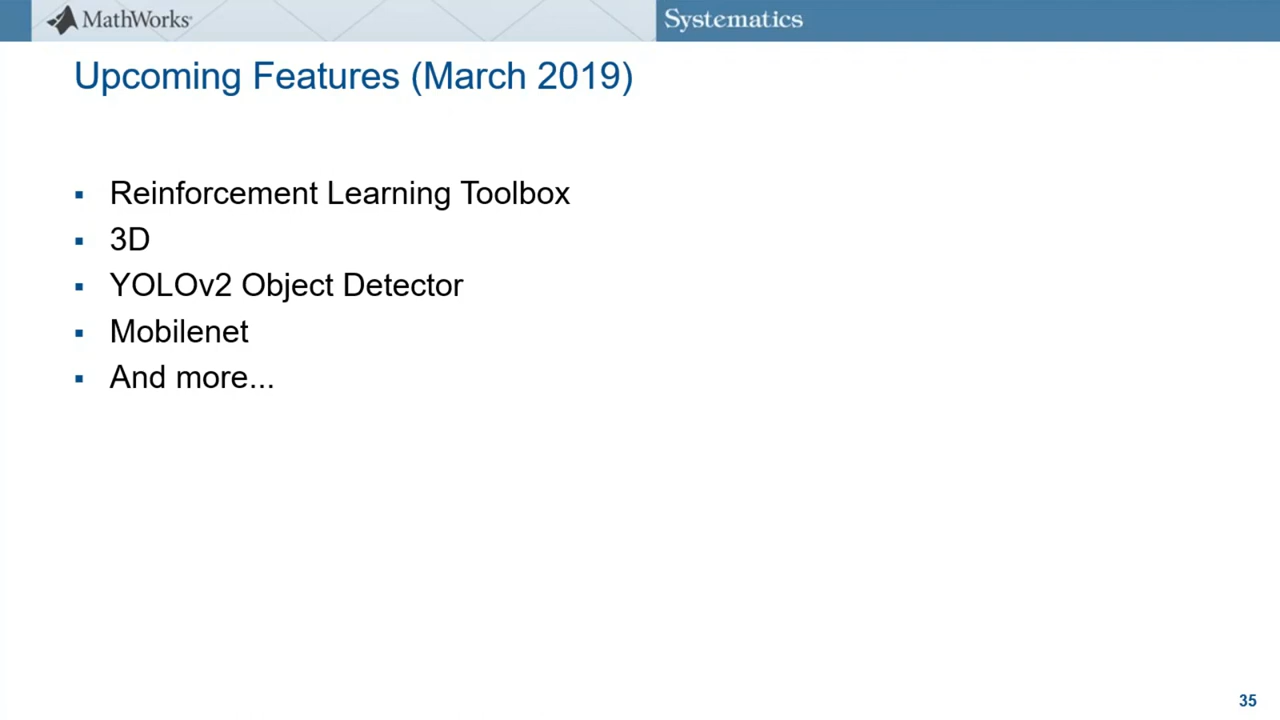 MathWorks®
Systematics
Upcoming Features (March 2019)
▪ Reinforcement Learning Toolbox
▪ 3D
▪ YOLOv2 Object Detector
▪ Mobilenet
▪ And more...
35